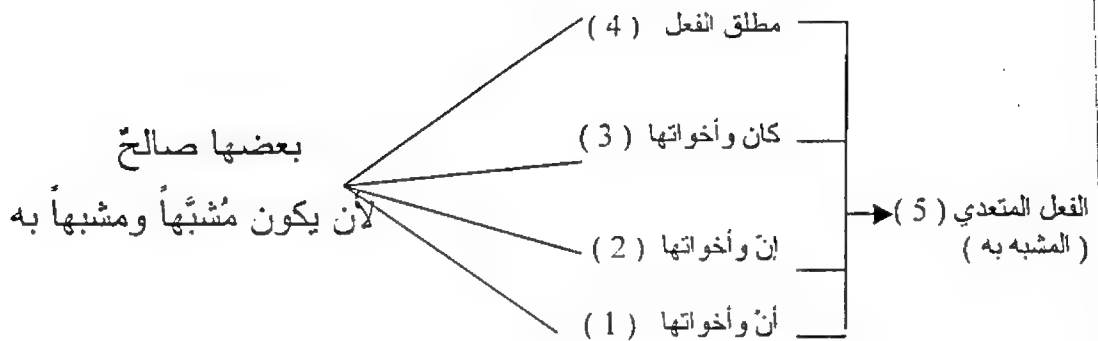 مطلق الفعل ( 4 )
كان وأخواتها ( 3 )
بعضها صالحٌ
لأن يكون مُشبَّهاً ومشبهاً به
الفعل المتعدي ( 5 )
( المشبه به )
إنّ وأخواتها ( 2 )
أنْ وأخواتها ( 1 )